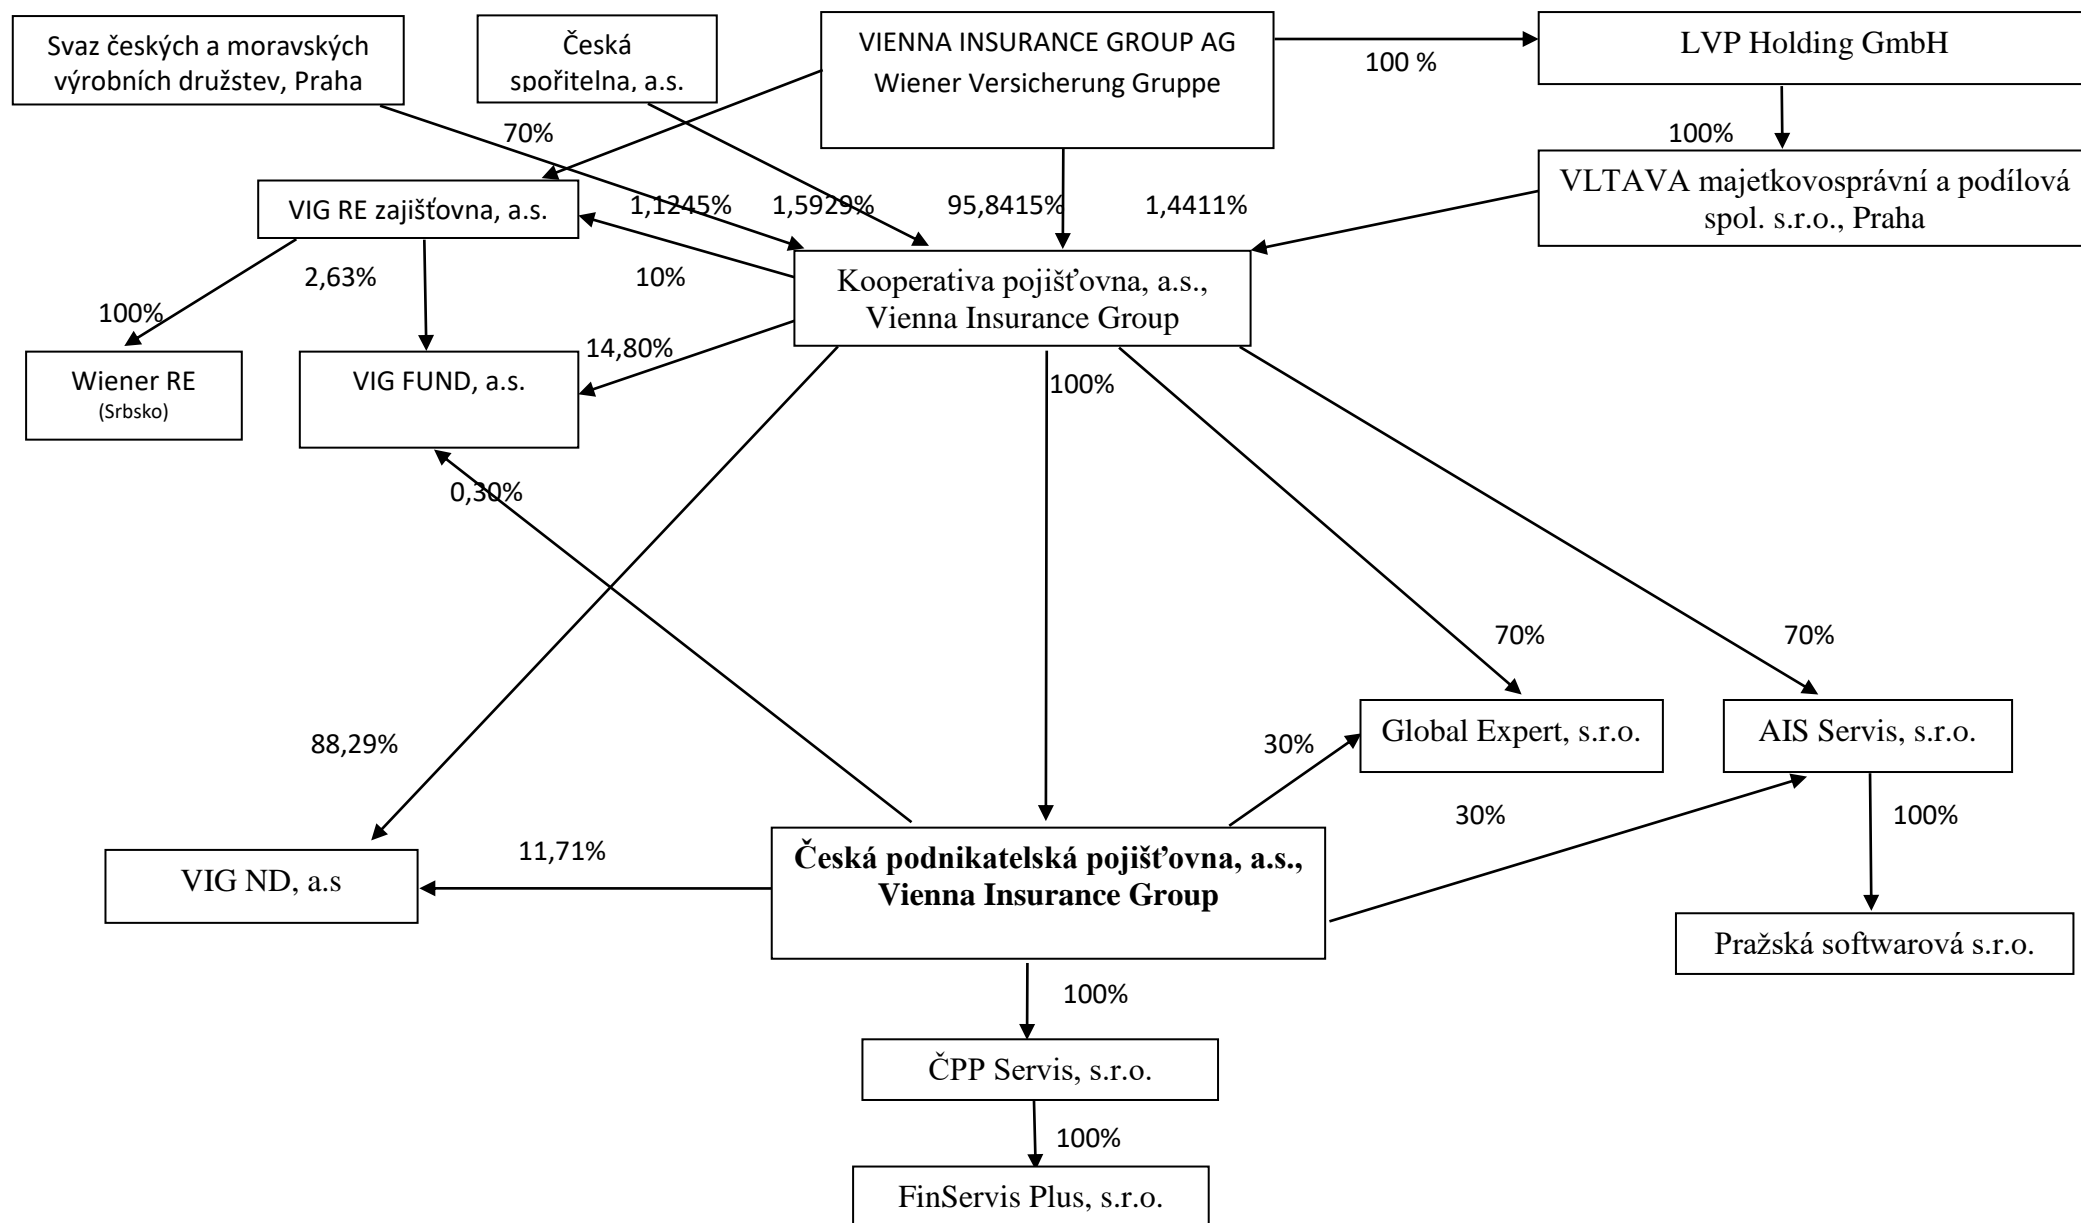 Svaz českých a moravských
výrobních družstev, Praha
Česká
spořitelna, a.s.
VIENNA INSURANCE GROUP AG
Wiener Versicherung Gruppe
100 %
LVP Holding GmbH
70%
100%
VIG RE zajišťovna, a.s.
1,1245%
1,5929%
95,8415%
1,4411%
VLTAVA majetkovosprávní a podílová
spol. s.r.o., Praha
2,63%
10%
Kooperativa pojišťovna, a.s.,
Vienna Insurance Group
100%
14,80%
Wiener RE
(Srbsko)
VIG FUND, a.s.
100%
0,30%
70%
70%
88,29%
30%
Global Expert, s.r.o.
AIS Servis, s.r.o.
30%
100%
11,71%
VIG ND, a.s
Česká podnikatelská pojišťovna, a.s.,
Vienna Insurance Group
Pražská softwarová s.r.o.
100%
ČPP Servis, s.r.o.
100%
FinServis Plus, s.r.o.